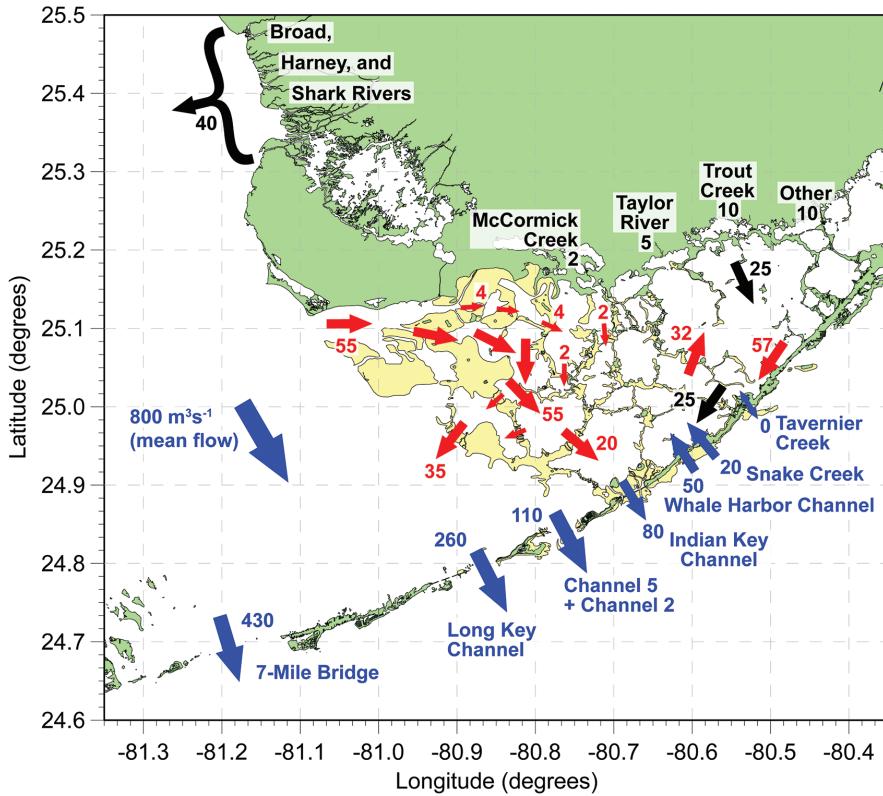 25.5
25.4
25.3
25.2
25.1
25.0
24.9
24.8
24.7
24.6
Latitude (degrees)
Broad,
Harney, and
Shark Rivers
40
McCormick
Creek
2
Taylor
River
5
Trout
Creek
10
Other
10
25
4
4
2
2
55
32
57
55
25
20
35
800 m³s⁻¹
(mean flow)
0 Tavernier
Creek
20
Snake Creek
50
Whale Harbor Channel
80
Indian Key
Channel
110
Channel 5
+ Channel 2
260
Long Key
Channel
430
7-Mile Bridge
-81.3
-81.2
-81.1
-81.0
-80.9
-80.8
-80.7
-80.6
-80.5
-80.4
Longitude (degrees)